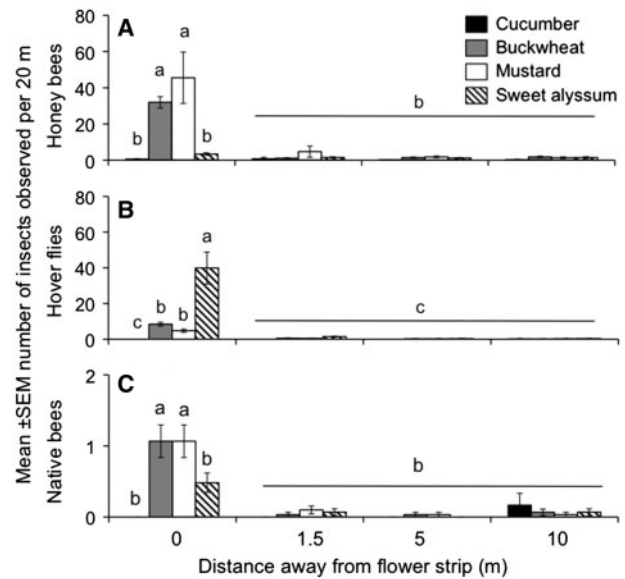 Mean ±SEM number of insects observed per 20 m
A
Honey bees
80
60
40
20
0
b
a
a
b
b
Cucumber
Buckwheat
Mustard
Sweet alyssum
B
Hover flies
80
60
40
20
0
c
b
b
a
c
C
Native bees
2
1
0
b
a
a
b
b
0
1.5
5
10
Distance away from flower strip (m)